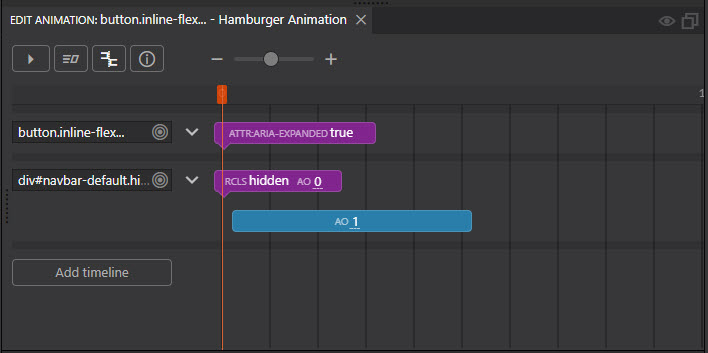 EDIT ANIMATION: button.inline-flex... - Hamburger Animation
button.inline-flex...
ATTR:ARIA-EXPANDED true
div#navbar-default.hi...
RCLS hidden AO 0
AO 1
Add timeline